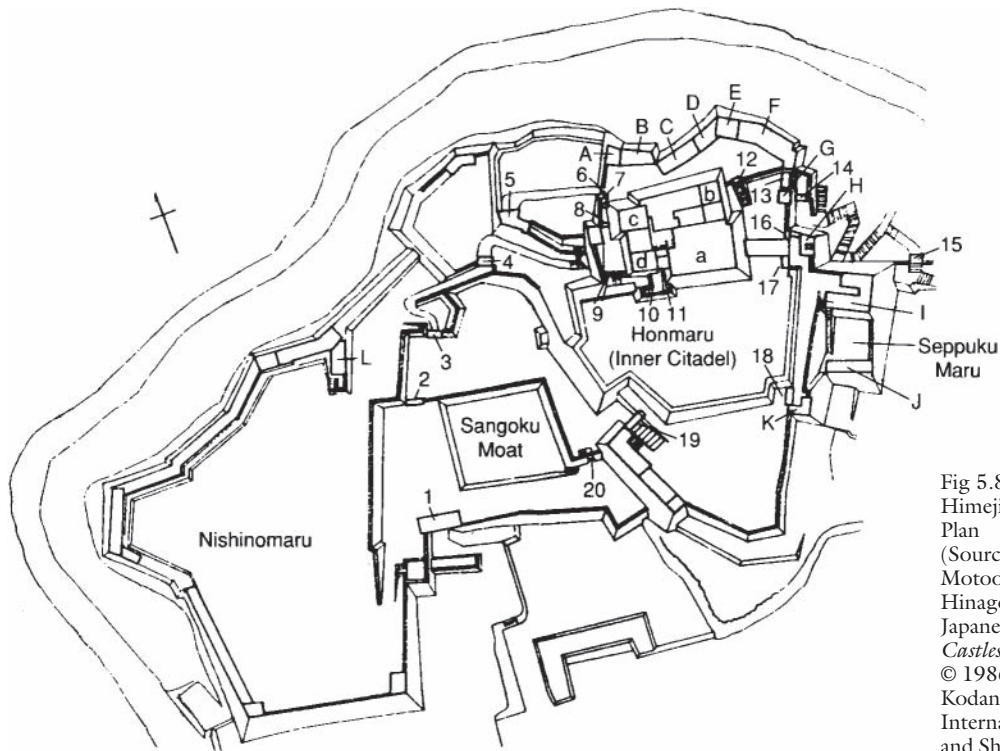 E
F
D
C
B
A
G
12
6
7
14
H
13
5
b
8
c
16
15
d
a
4
17
9
10
11
I
Honmaru
(Inner Citadel)
Seppuku
Maru
L
3
18
2
J
K
Sangoku
Moat
19
20
1
Nishinomaru
Fig 5.8
Himeji
Plan
(Sourc
Motoo
Hinago
Japane
Castles
© 1986
Kodan
Interna
and Sh